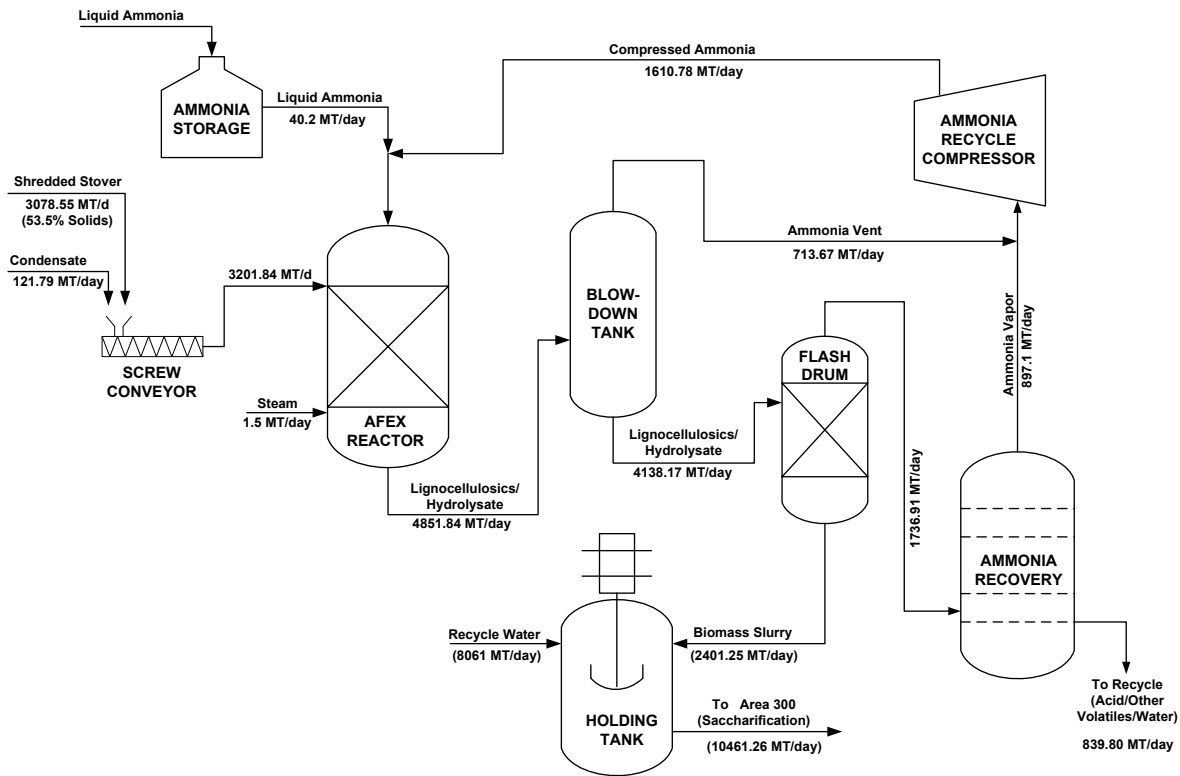 Liquid Ammonia
AMMONIA
STORAGE
Liquid Ammonia
40.2 MT/day
Compressed Ammonia
1610.78 MT/day
AMMONIA
RECYCLE
COMPRESSOR
Shredded Stover
3078.55 MT/d
(53.5% Solids)
Condensate
121.79 MT/day
3201.84 MT/d
SCREW
CONVEYOR
Steam
1.5 MT/day
AFEX
REACTOR
BLOW-
DOWN
TANK
Ammonia Vent
713.67 MT/day
FLASH
DRUM
Ammonia Vapor
897.1 MT/day
Lignocellulosics/
Hydrolysate
4138.17 MT/day
Lignocellulosics/
Hydrolysate
4851.84 MT/day
1736.91 MT/day
AMMONIA
RECOVERY
Recycle Water
(8061 MT/day)
Biomass Slurry
(2401.25 MT/day)
HOLDING
TANK
To Area 300
(Saccharification)
(10461.26 MT/day)
To Recycle
(Acid/Other
Volatiles/Water)
839.80 MT/day